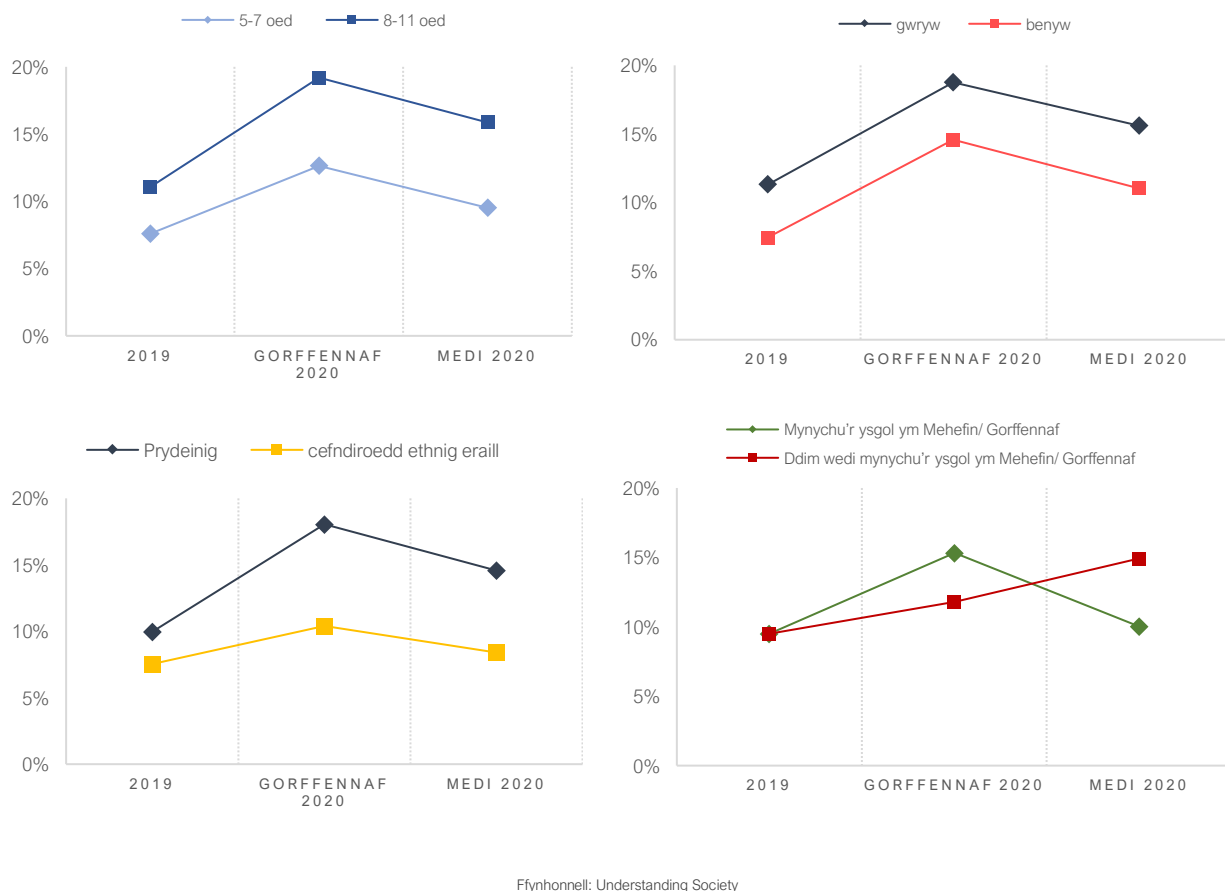 5-7 oed 8-11 oed
20%
15%
10%
5%
0%
2019 GORFFENNAF 2020 MEDI 2020
gwryw benyw
20%
15%
10%
5%
0%
2019 GORFFENNAF 2020 MEDI 2020
Prydeinig cefndiroedd ethnig eraill
20%
15%
10%
5%
0%
2019 GORFFENNAF 2020 MEDI 2020
Mynychu'r ysgol ym Mehefin/ Gorffennaf
Ddim wedi mynychu'r ysgol ym Mehefin/ Gorffennaf
20%
15%
10%
5%
0%
2019 GORFFENNAF 2020 MEDI 2020
Ffynhonnell: Understanding Society